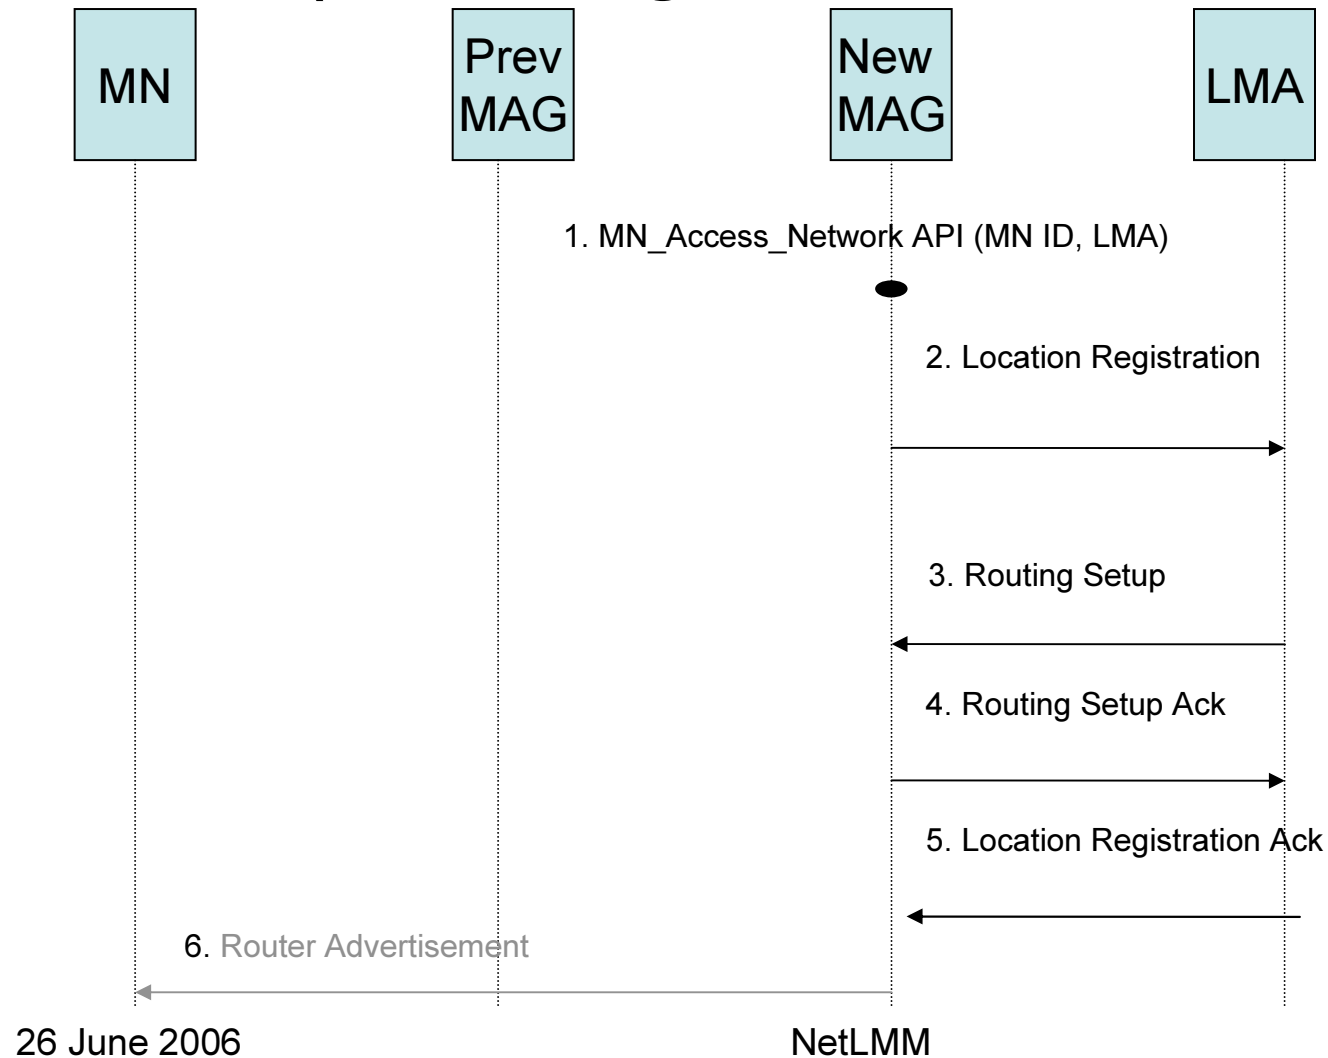 MN
Prev
MAG
New
MAG
LMA
1. MN_Access_Network API (MN ID, LMA)
2. Location Registration
3. Routing Setup
4. Routing Setup Ack
5. Location Registration Ack
6. Router Advertisement
26 June 2006
NetLMM